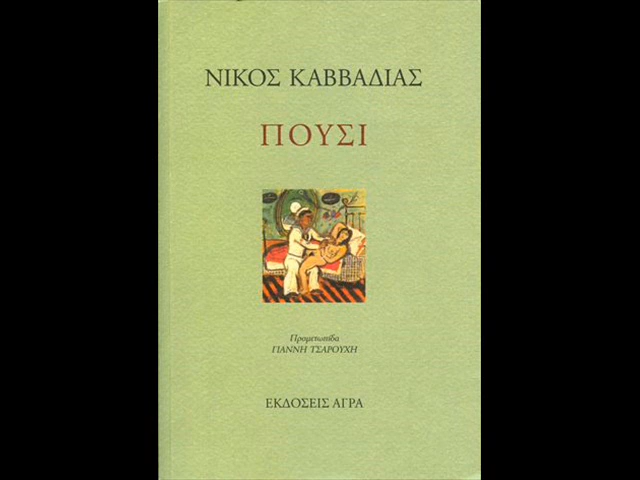 ΝΙΚΟΣ ΚΑΒΒΑΔΙΑΣ
ΠΟΥΣΙ
Προμετωπίδα
ΓΙΑΝΝΗ ΤΣΑΡΟΥΧΗ
ΕΚΔΟΣΕΙΣ ΑΓΡΑ